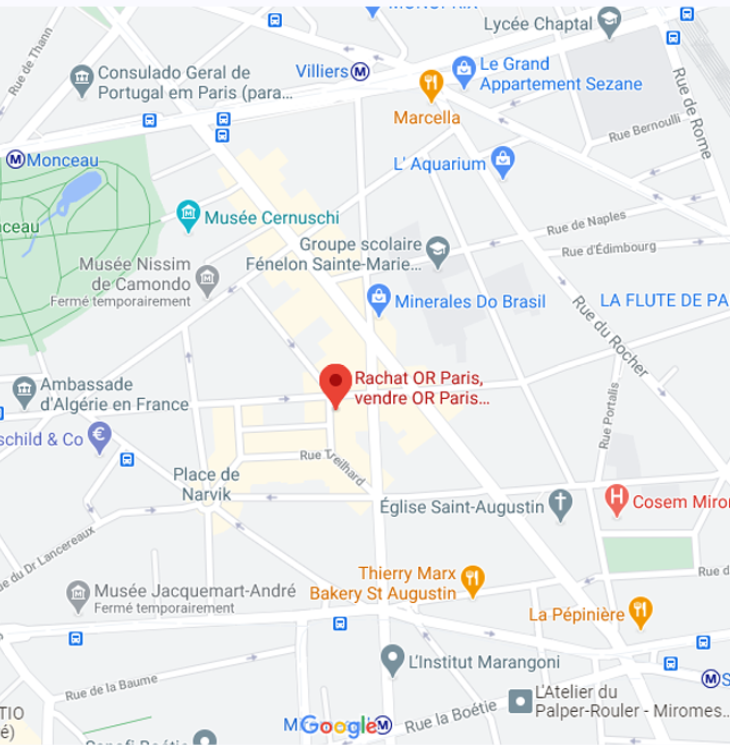 MONOPRIX
Lycée Chaptal
Rue de Thann
Villiers
Le Grand
Appartement Sezane
Consulado Geral de
Portugal em Paris (para...
Marcella
Rue de Rome
Rue Bernoulli
Monceau
L' Aquarium
Musée Cernuschi
nceau
Rue de Naples
Groupe scolaire
Fénelon Sainte-Marie...
Rue d'Édimbourg
Musée Nissim
de Camondo
Fermé temporairement
Minerales Do Brasil
LA FLUTE DE PA
Rue du Rocher
Rachat OR Paris,
vendre OR Paris...
Ambassade
d'Algérie en France
Rue Portalis
schild & Co
€
Rue Treilhard
Place de
Narvik
Église Saint-Augustin
H
Cosem Miro
ue du Dr Lancereaux
Thierry Marx
Bakery St Augustin
Rue d
Musée Jacquemart-André
Fermé temporairement
La Pépinière
L'Institut Marangoni
Rue de la Baume
S
L'Atelier du
Palper-Rouler - Miromes...
TIO
é)
Mi
Google
M
Rue la Boétie